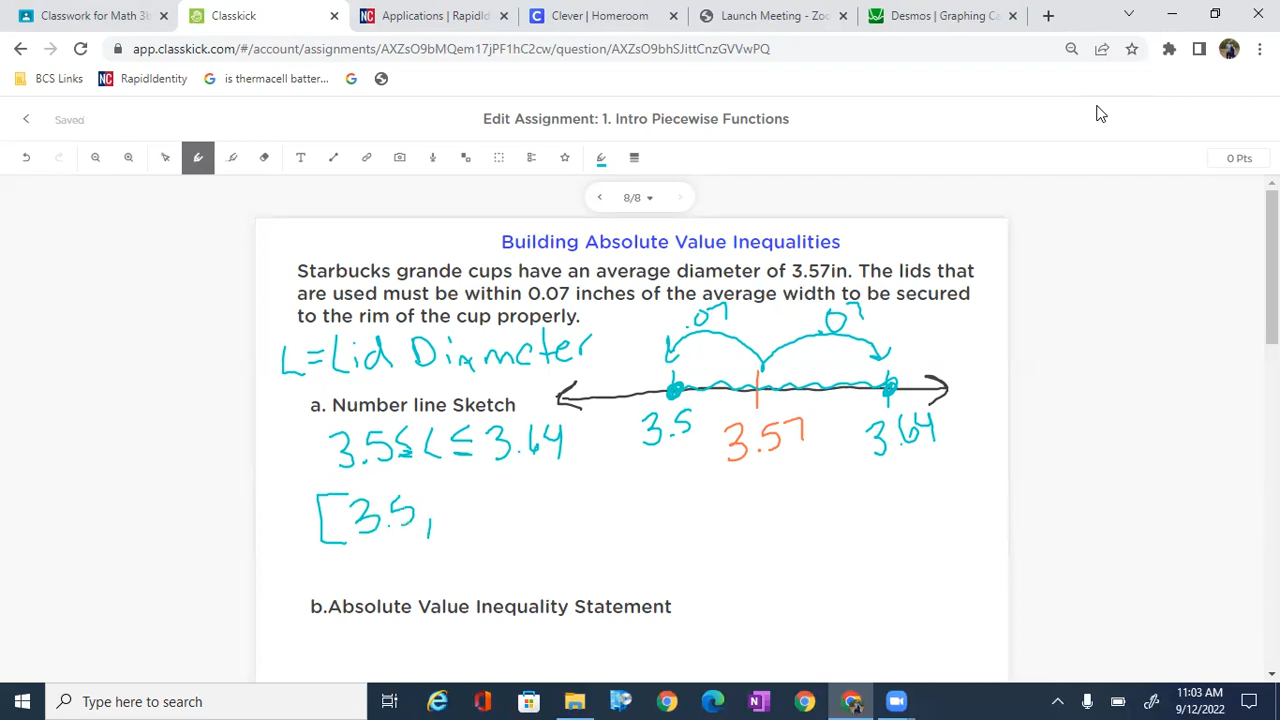 Classwork for Math 3b
Classkick
Applications | RapidId
Clever | Homeroom
Launch Meeting - Zoo
Desmos | Graphing Ca
app.classkick.com/#/account/assignments/AXZsO9bMQem17jPF1hC2cw/question/AXZsO9bhSJittCnzGVVwPQ
BCS Links
RapidIdentity
is thermacell batter...
Saved
Edit Assignment: 1. Intro Piecewise Functions
0 Pts
8/8
Building Absolute Value Inequalities
Starbucks grande cups have an average diameter of 3.57in. The lids that
are used must be within 0.07 inches of the average width to be secured
to the rim of the cup properly.
.07 .07
L = Lid Diameter
a. Number line Sketch
3.5 3.57 3.64
3.5 ≤ L ≤ 3.64
[3.5,
b.Absolute Value Inequality Statement
Type here to search
11:03 AM
9/12/2022